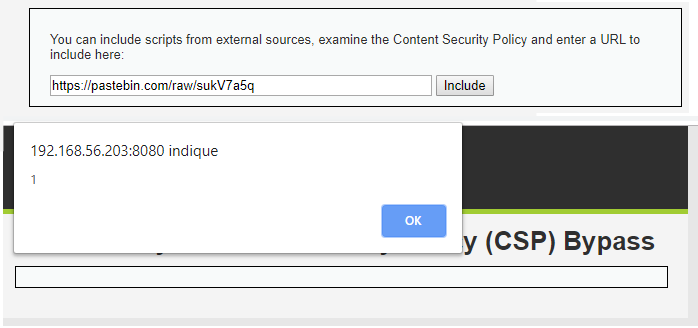 You can include scripts from external sources, examine the Content Security Policy and enter a URL to
include here:
https://pastebin.com/raw/sukV7a5q
Include
192.168.56.203:8080 indique
1
OK
(CSP) Bypass